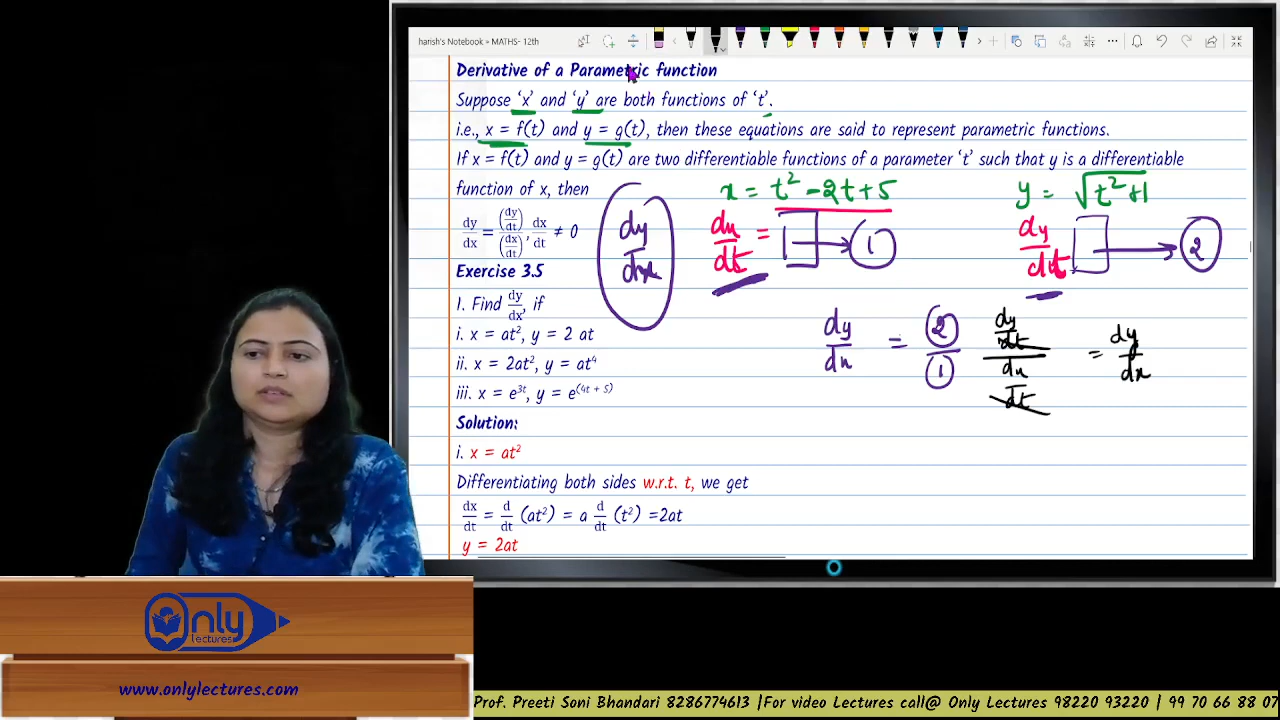 harish's Notebook » MATHS- 12th
Derivative of a Parametric function
Suppose 'x' and 'y' are both functions of 't'.
i.e., x = f(t) and y = g(t), then these equations are said to represent parametric functions.
If x = f(t) and y = g(t) are two differentiable functions of a parameter 't' such that y is a differentiable
function of x, then
x = t² - 2t + 5
y = √(t² + 1)
dy/dx = (dy/dt)/(dx/dt), dx/dt ≠ 0
dy/dx
dx/dt = → 1
dy/dt → 2
Exercise 3.5
1. Find dy/dx, if
i. x = at², y = 2 at
dy/dx = 2/1 (dy/dt)/(dx/dt) = dy/dx
ii. x = 2at², y = at⁴
iii. x = e^3t, y = e^(4t + 5)
Solution:
i. x = at²
Differentiating both sides w.r.t. t, we get
dx/dt = d/dt (at²) = a d/dt (t²) =2at
y = 2at
Only
lectures
www.onlylectures.com
Prof. Preeti Soni Bhandari 8286774613 |For video Lectures call@ Only Lectures 98220 93220 | 99 70 66 88 07